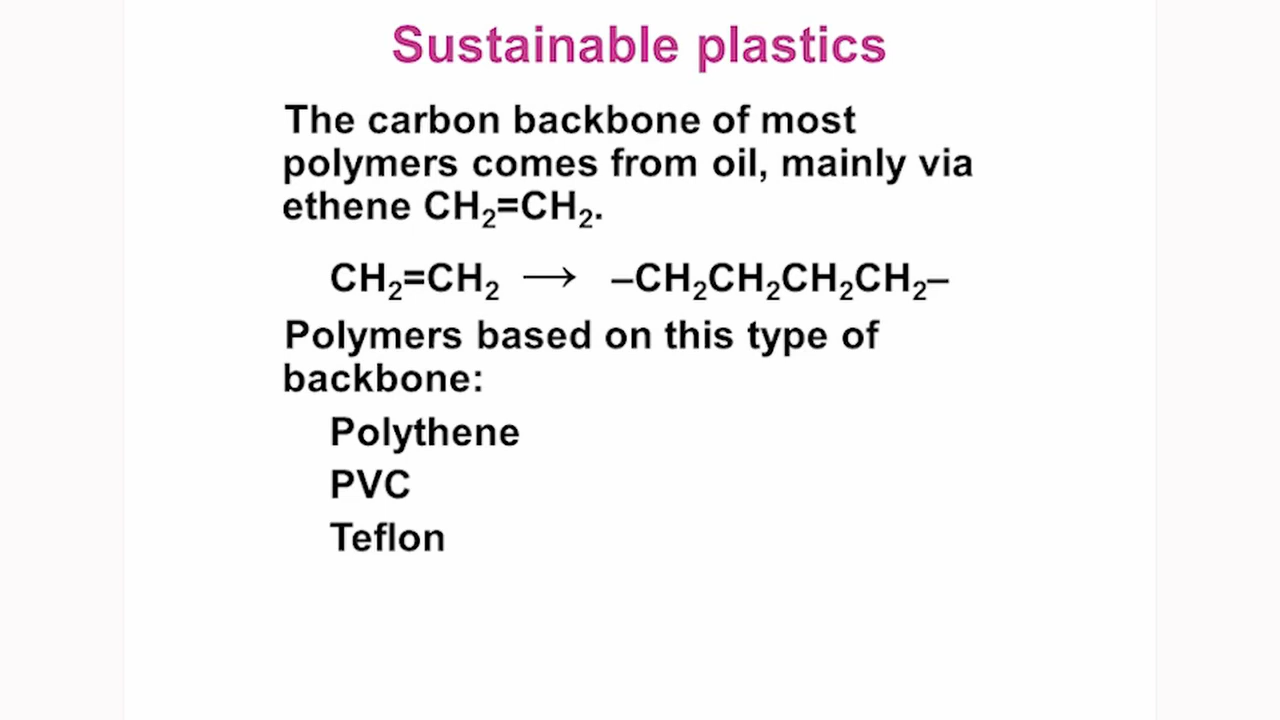 Sustainable plastics
The carbon backbone of most
polymers comes from oil, mainly via
ethene CH₂=CH₂.
CH₂=CH₂ ⟶ –CH₂CH₂CH₂CH₂–
Polymers based on this type of
backbone:
Polythene
PVC
Teflon